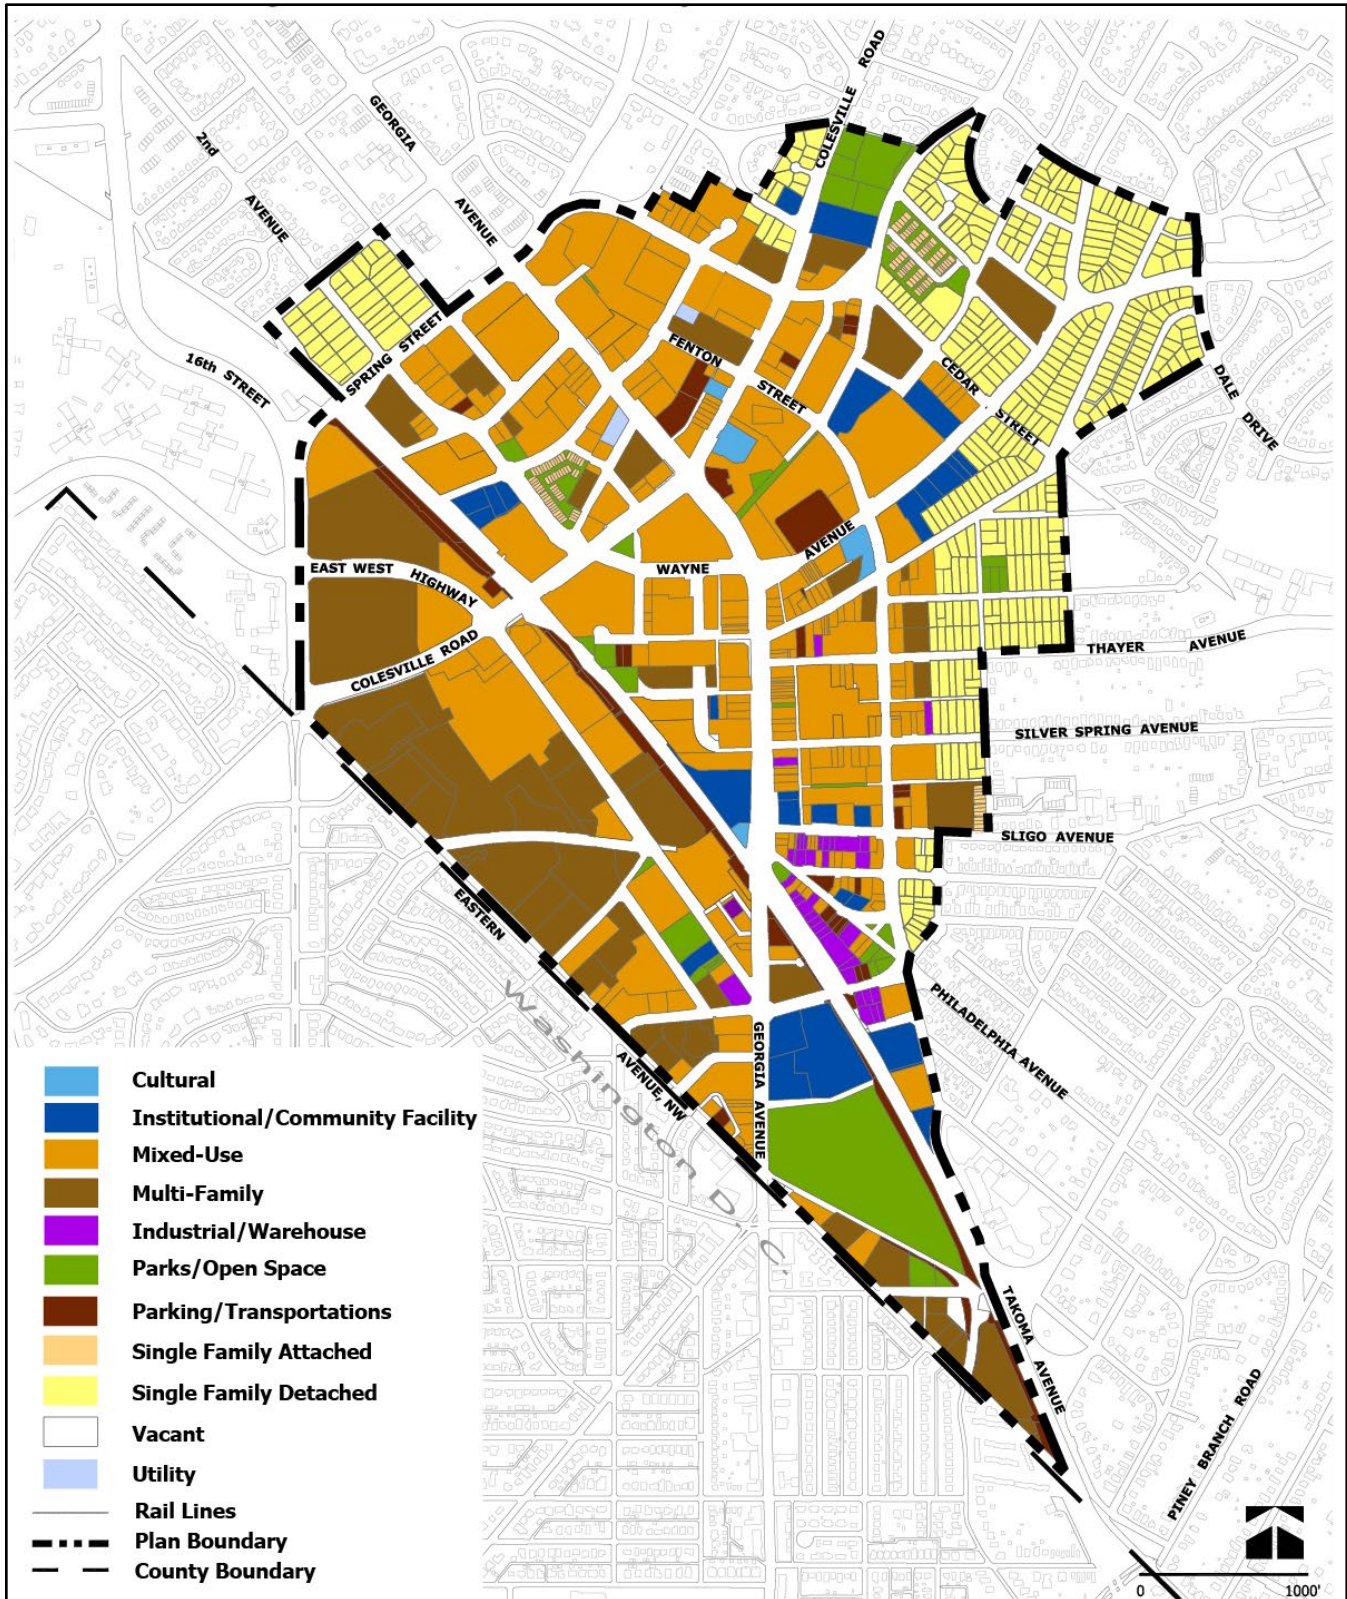 COLESVILLE ROAD
GEORGIA
AVENUE
2nd
AVENUE
SPRING STREET
16th STREET
FENTON
STREET
CEDAR
STREET
DALE DRIVE
EAST WEST
HIGHWAY
COLESVILLE ROAD
WAYNE
AVENUE
THAYER AVENUE
SILVER SPRING AVENUE
SLIGO AVENUE
EASTERN
AVENUE, NW
Washington D.C.
GEORGIA AVENUE
PHILADELPHIA AVENUE
TAKOMA
AVENUE
PINEY BRANCH ROAD
Cultural
Institutional/Community Facility
Mixed-Use
Multi-Family
Industrial/Warehouse
Parks/Open Space
Parking/Transportations
Single Family Attached
Single Family Detached
Vacant
Utility
Rail Lines
Plan Boundary
County Boundary
0 1000'